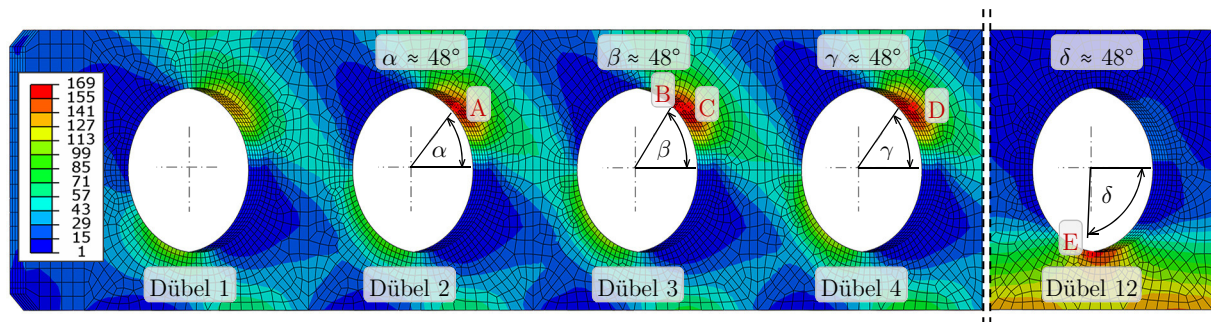 α ≈ 48°
β ≈ 48°
γ ≈ 48°
δ ≈ 48°
169
155
141
127
113
99
85
71
57
43
29
15
1
A
B
C
D
E
α
β
γ
δ
Dübel 1
Dübel 2
Dübel 3
Dübel 4
Dübel 12